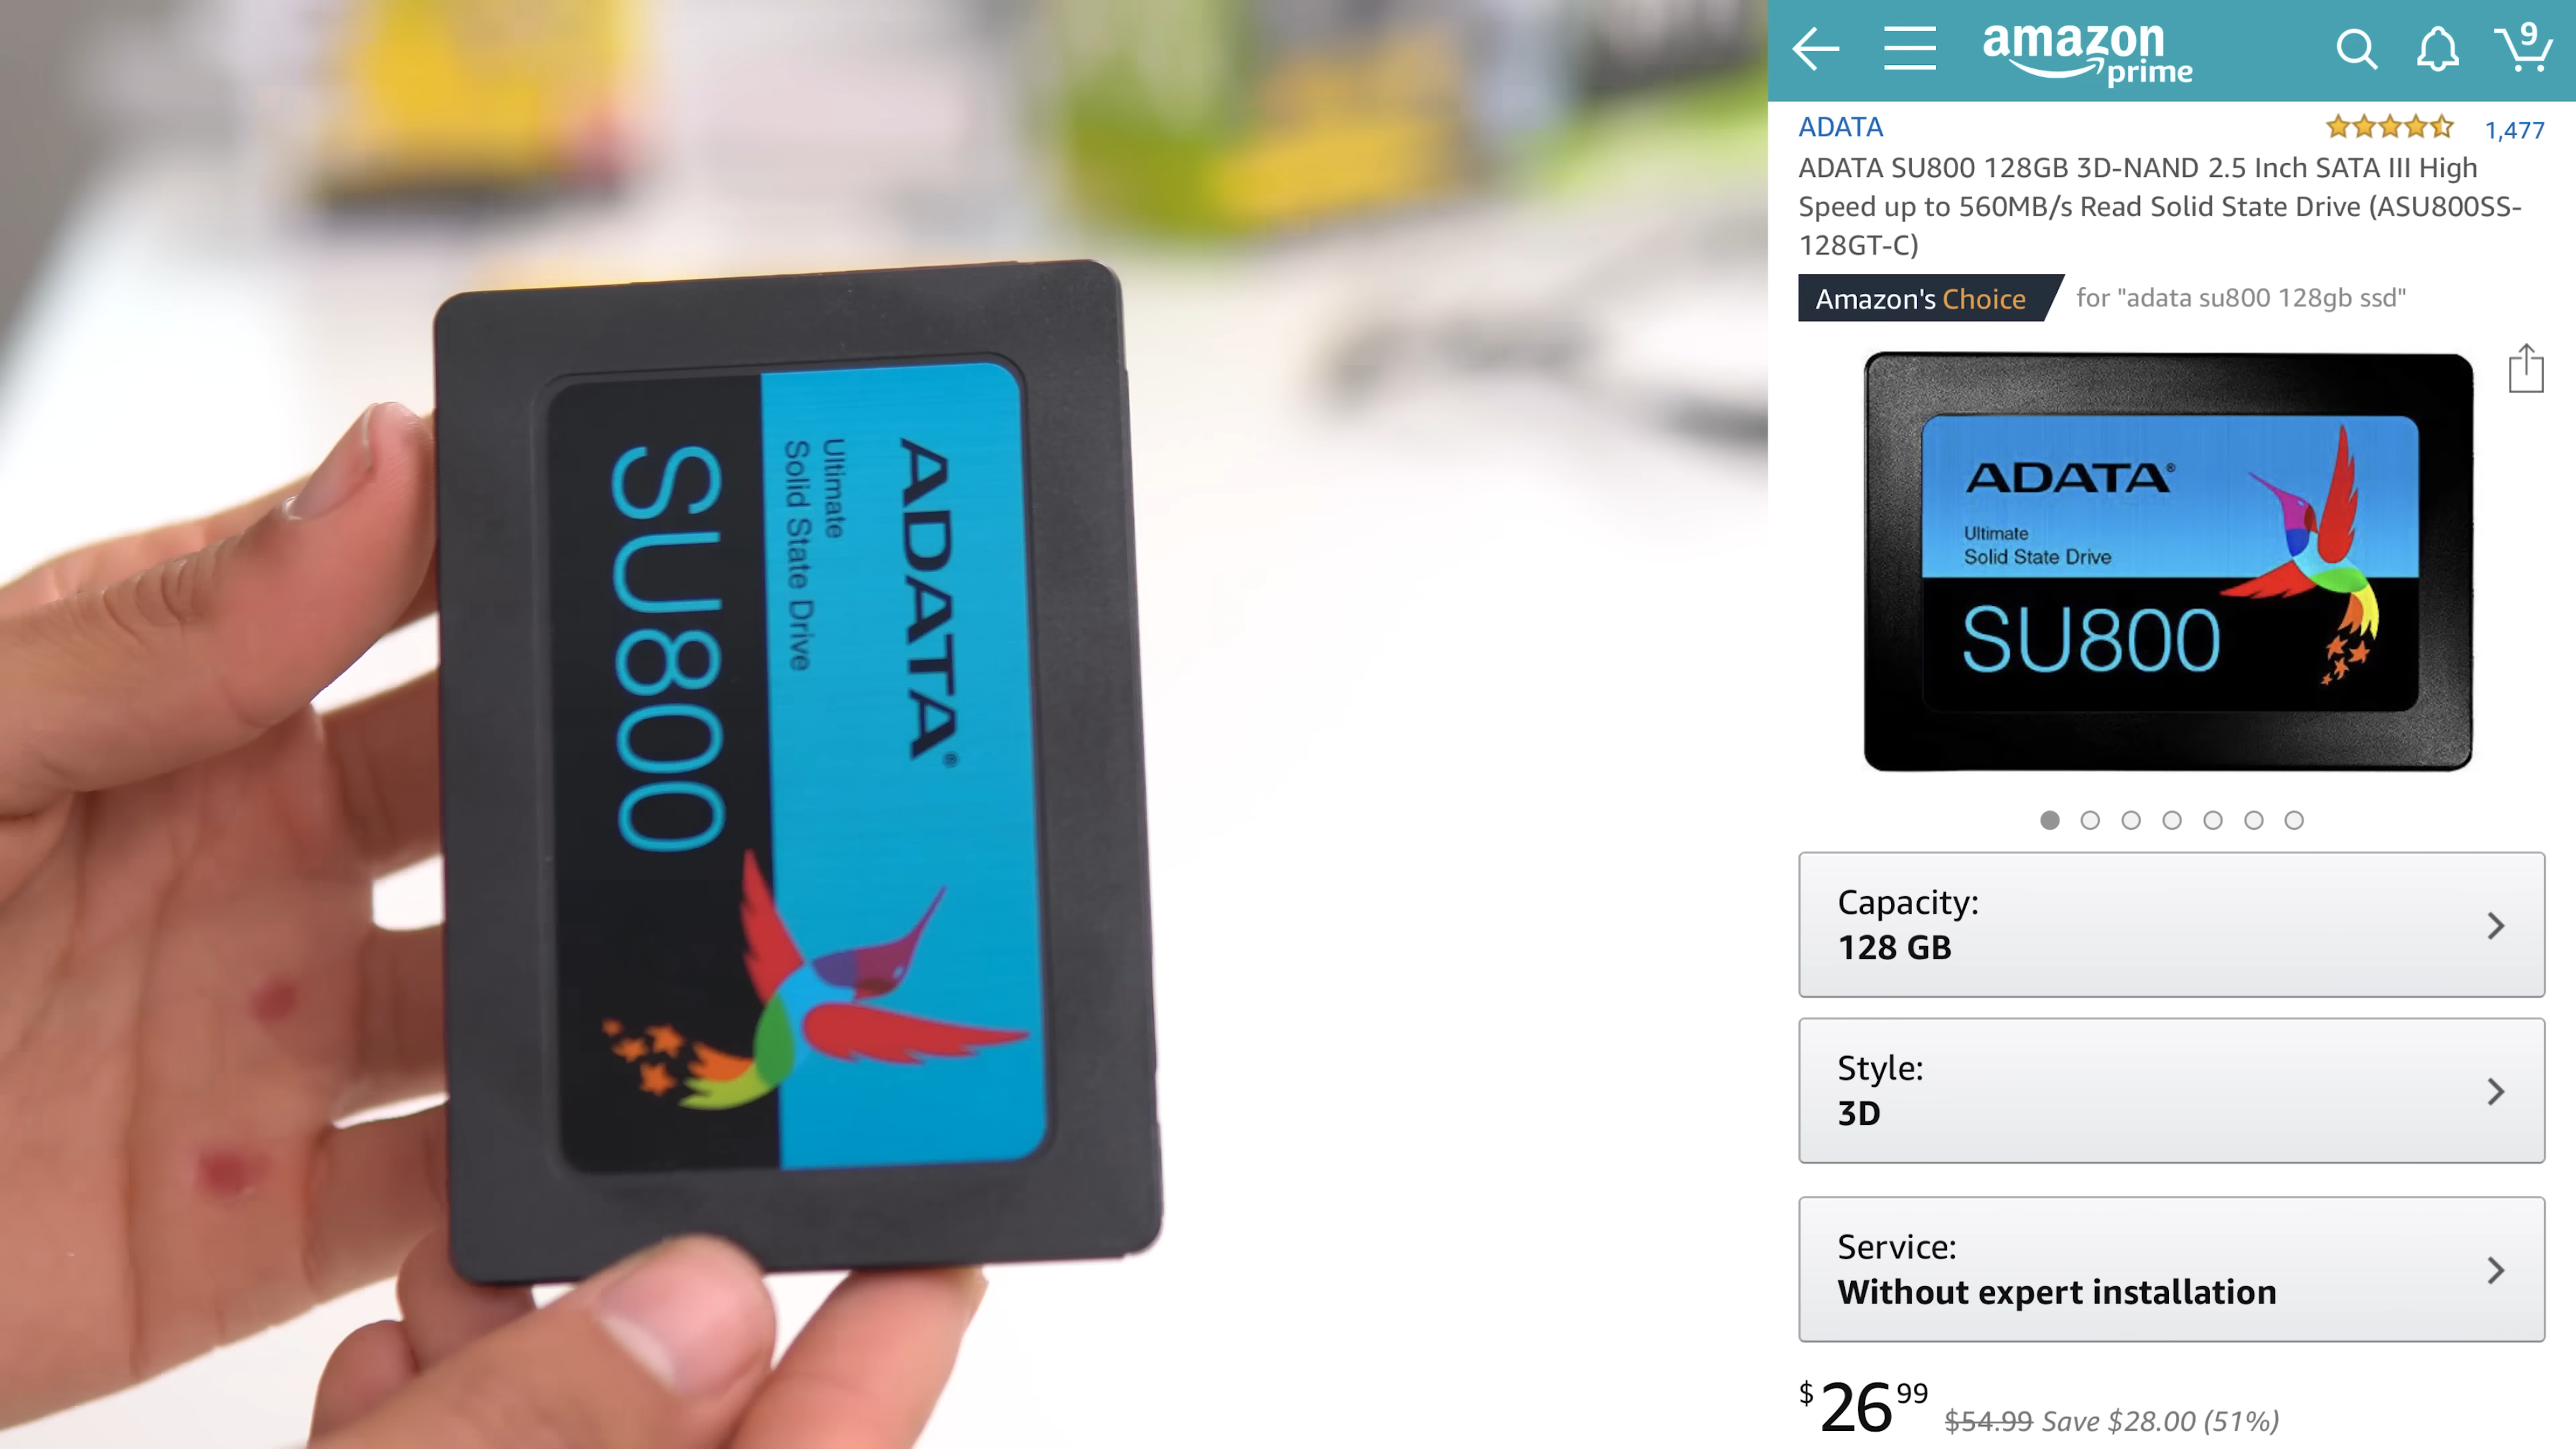 ADATA®
Ultimate
Solid State Drive
SU800
amazon
prime
9
ADATA
1,477
ADATA SU800 128GB 3D-NAND 2.5 Inch SATA III High
Speed up to 560MB/s Read Solid State Drive (ASU800SS-
128GT-C)
Amazon's Choice for "adata su800 128gb ssd"
ADATA®
Ultimate
Solid State Drive
SU800
Capacity:
128 GB
Style:
3D
Service:
Without expert installation
$26.99 $54.99 Save $28.00 (51%)